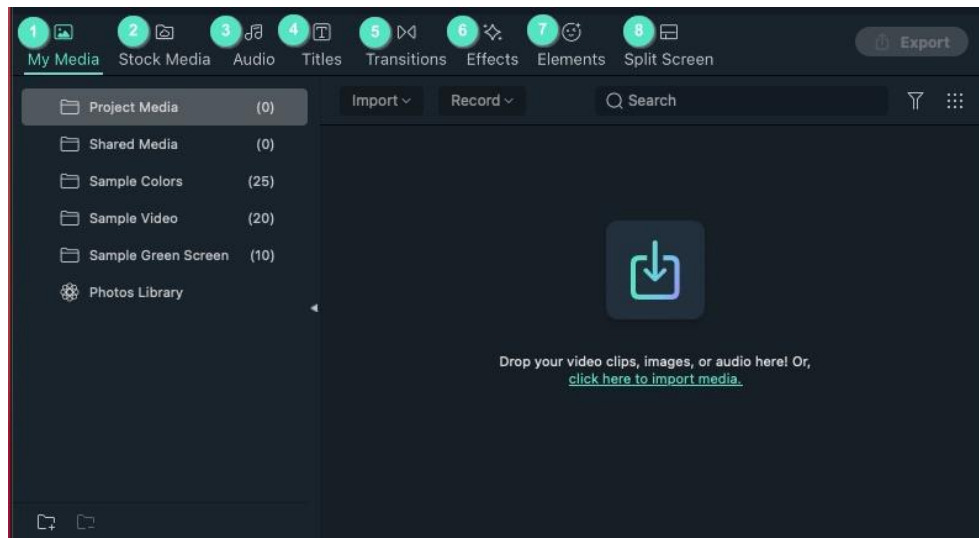 1 2 3 4 5 6 7 8
My Media Stock Media Audio Titles Transitions Effects Elements Split Screen
Export
Project Media (0)
Shared Media (0)
Sample Colors (25)
Sample Video (20)
Sample Green Screen (10)
Photos Library
Import Record Search
Drop your video clips, images, or audio here! Or,
click here to import media.